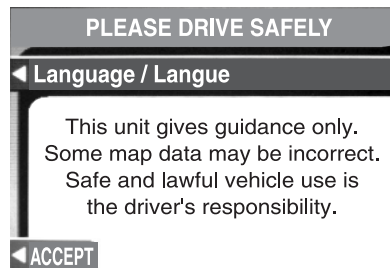 PLEASE DRIVE SAFELY
Language / Langue
This unit gives guidance only.
Some map data may be incorrect.
Safe and lawful vehicle use is
the driver's responsibility.
ACCEPT